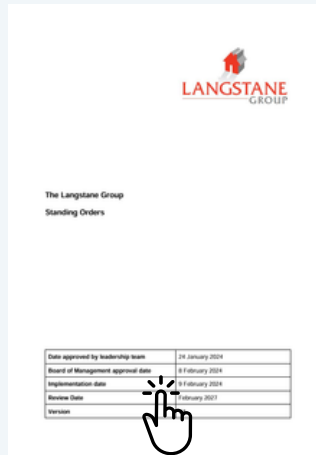 LANGSTANE
GROUP
The Langstane Group
Standing Orders
Date approved by leadership team 24 January 2024
Board of Management approval date 8 February 2024
Implementation date 9 February 2024
Review Date February 2027
Version